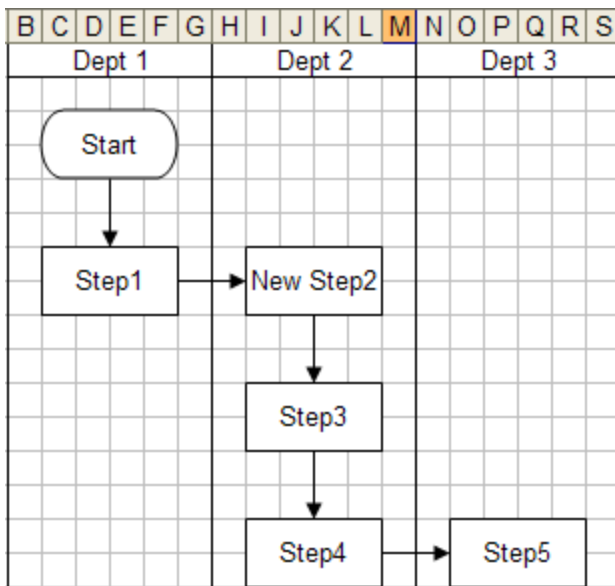 B C D E F G H I J K L M N O P Q R S
Dept 1 Dept 2 Dept 3
Start
Step1 New Step2
Step3
Step4 Step5